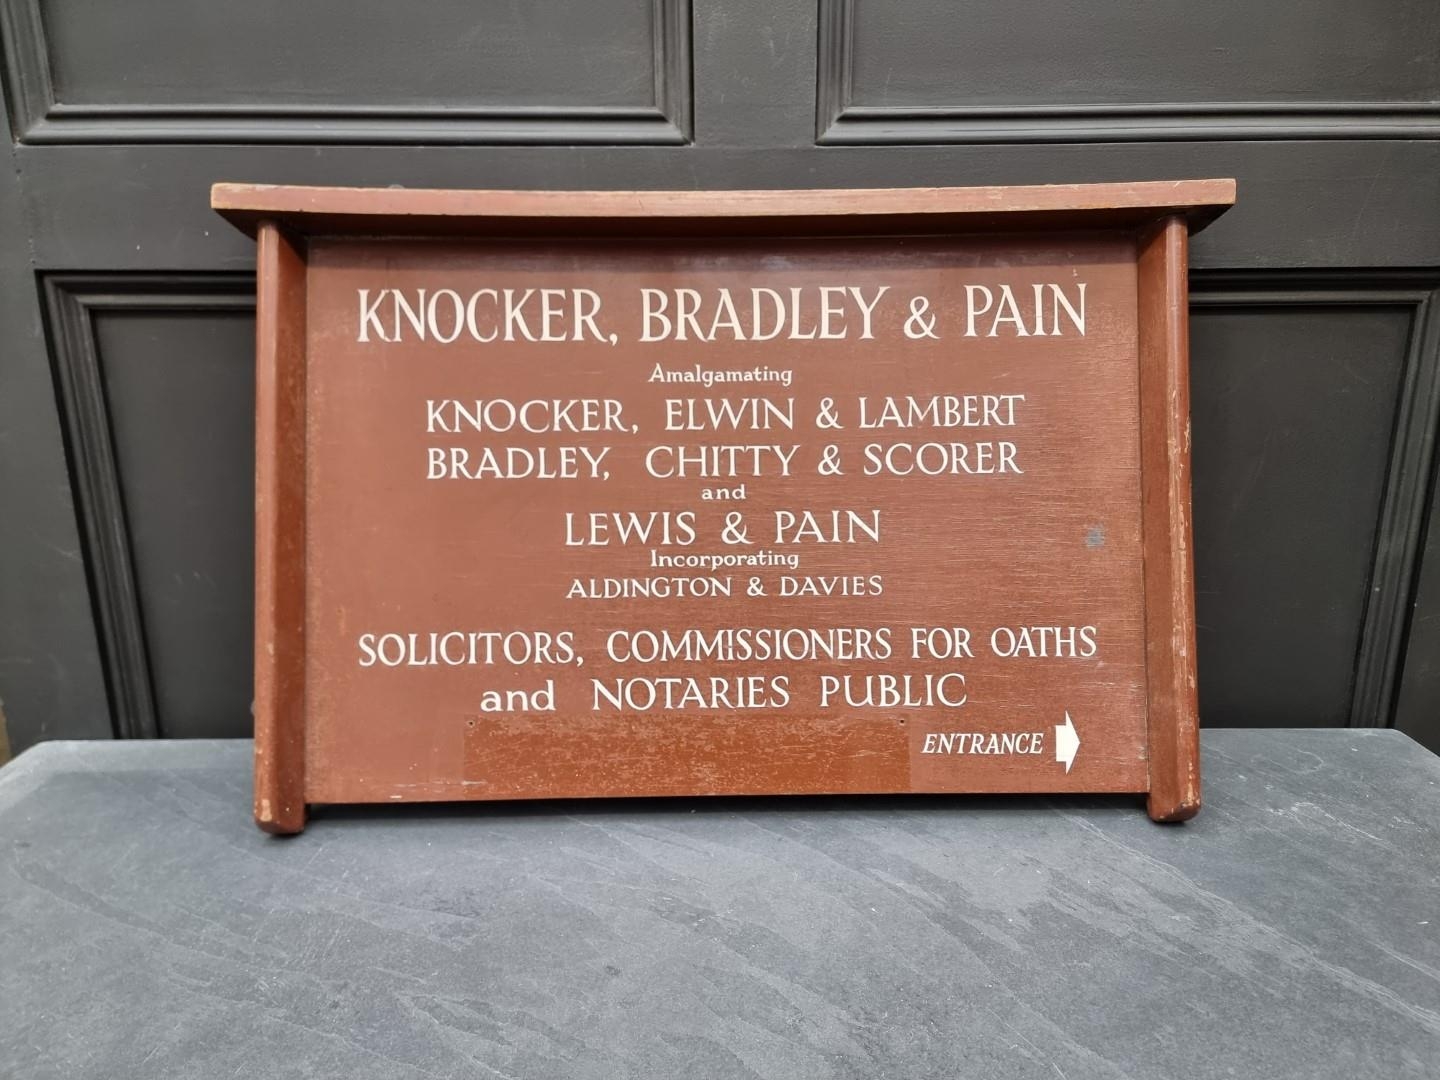 KNOCKER, BRADLEY & PAIN
Amalgamating
KNOCKER, ELWIN & LAMBERT
BRADLEY, CHITTY & SCORER
and
LEWIS & PAIN
Incorporating
ALDINGTON & DAVIES
SOLICITORS, COMMISSIONERS FOR OATHS
and NOTARIES PUBLIC
ENTRANCE